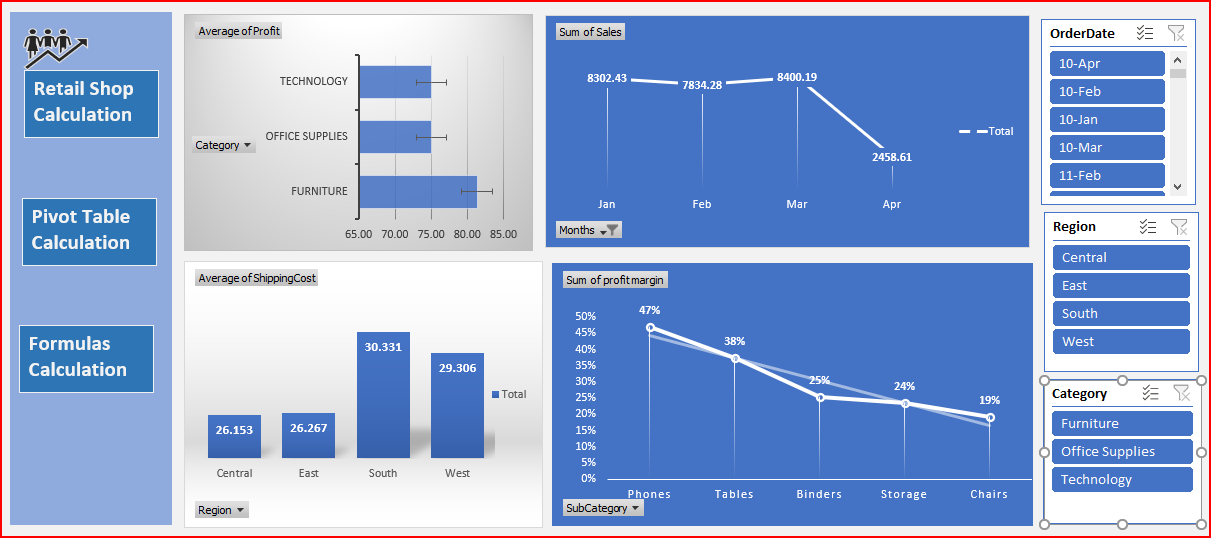 Retail Shop
Calculation
Pivot Table
Calculation
Formulas
Calculation
Average of Profit
TECHNOLOGY
OFFICE SUPPLIES
FURNITURE
Category
65.00 70.00 75.00 80.00 85.00
Sum of Sales
8302.43 7834.28 8400.19 2458.61
Total
Jan Feb Mar Apr
Months
Average of ShippingCost
30.331
29.306
26.153 26.267
Total
Central East South West
Region
Sum of profit margin
50%
45%
40%
35%
30%
25%
20%
15%
10%
5%
0%
47% 38% 25% 24% 19%
Phones Tables Binders Storage Chairs
SubCategory
OrderDate
10-Apr
10-Feb
10-Jan
10-Mar
11-Feb
Region
Central
East
South
West
Category
Furniture
Office Supplies
Technology